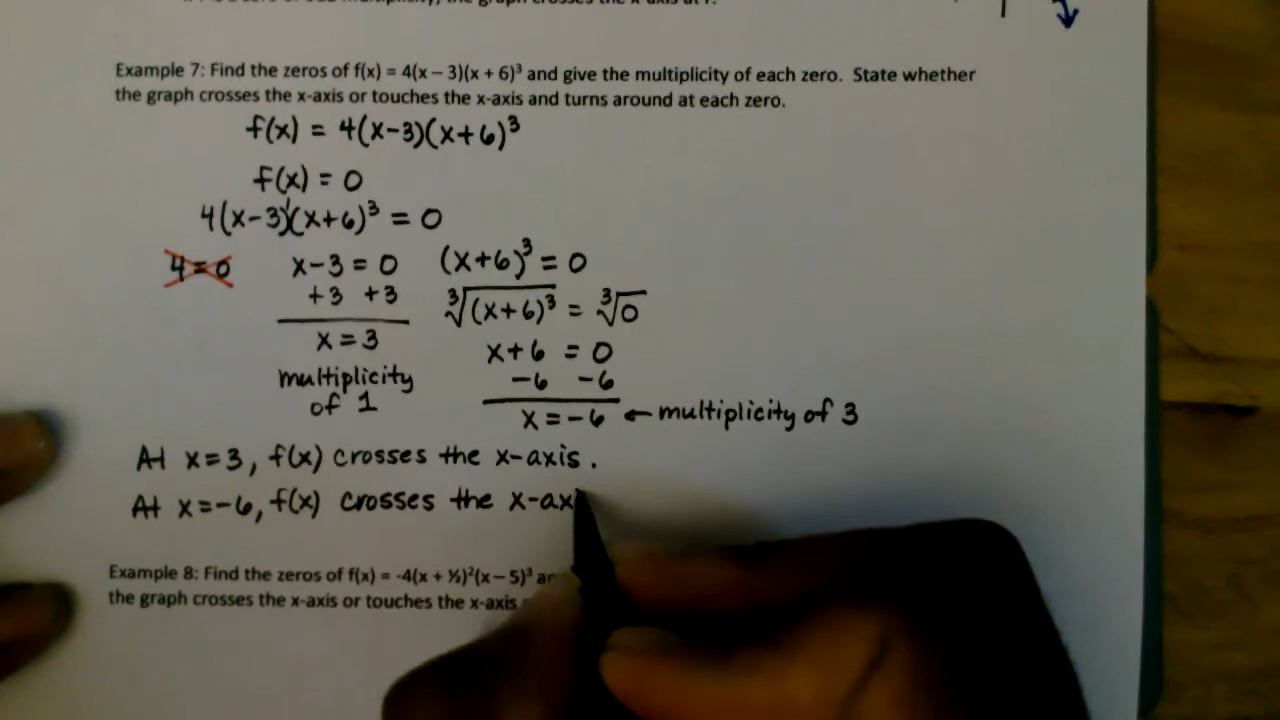 Example 7: Find the zeros of f(x) = 4(x – 3)(x + 6)³ and give the multiplicity of each zero. State whether
the graph crosses the x-axis or touches the x-axis and turns around at each zero.
f(x) = 4(x-3)(x+6)³
f(x) = 0
4(x-3)¹(x+6)³ = 0
4=0 x-3 = 0 (x+6)³ = 0
+3 +3 ∛(x+6)³ = ∛0
x = 3 x+6 = 0
multiplicity -6 -6
of 1 x = -6 ← multiplicity of 3
At x=3, f(x) crosses the x-axis.
At x=-6, f(x) crosses the x-ax
Example 8: Find the zeros of f(x) = -4(x + ½)²(x – 5)³
the graph crosses the x-axis or touches the x-axis